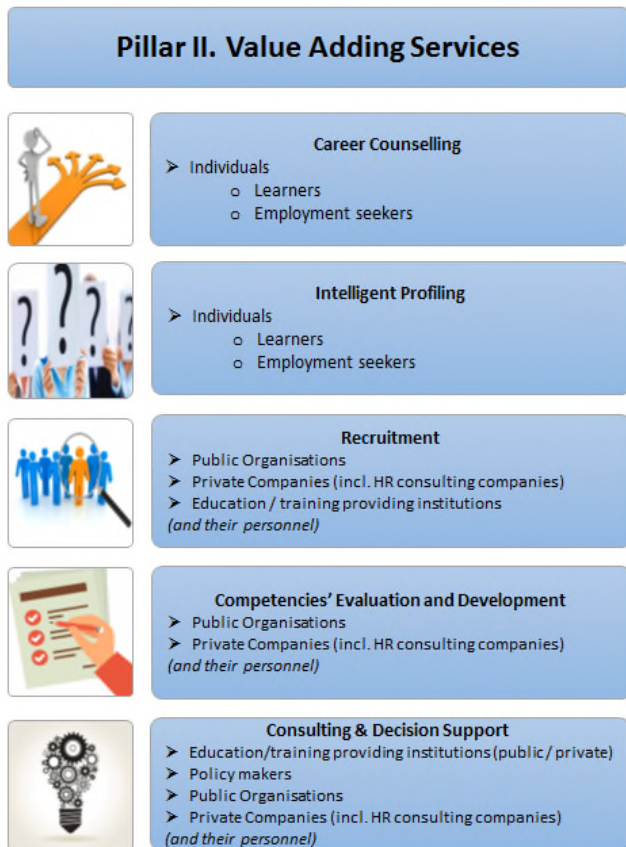 Pillar II. Value Adding Services
Career Counselling
➤ Individuals
o Learners
o Employment seekers
Intelligent Profiling
➤ Individuals
o Learners
o Employment seekers
Recruitment
➤ Public Organisations
➤ Private Companies (incl. HR consulting companies)
➤ Education / training providing institutions
(and their personnel)
Competencies' Evaluation and Development
➤ Public Organisations
➤ Private Companies (incl. HR consulting companies)
(and their personnel)
Consulting & Decision Support
➤ Education/training providing institutions (public/ private)
➤ Policy makers
➤ Public Organisations
➤ Private Companies (incl. HR consulting companies)
(and their personnel)